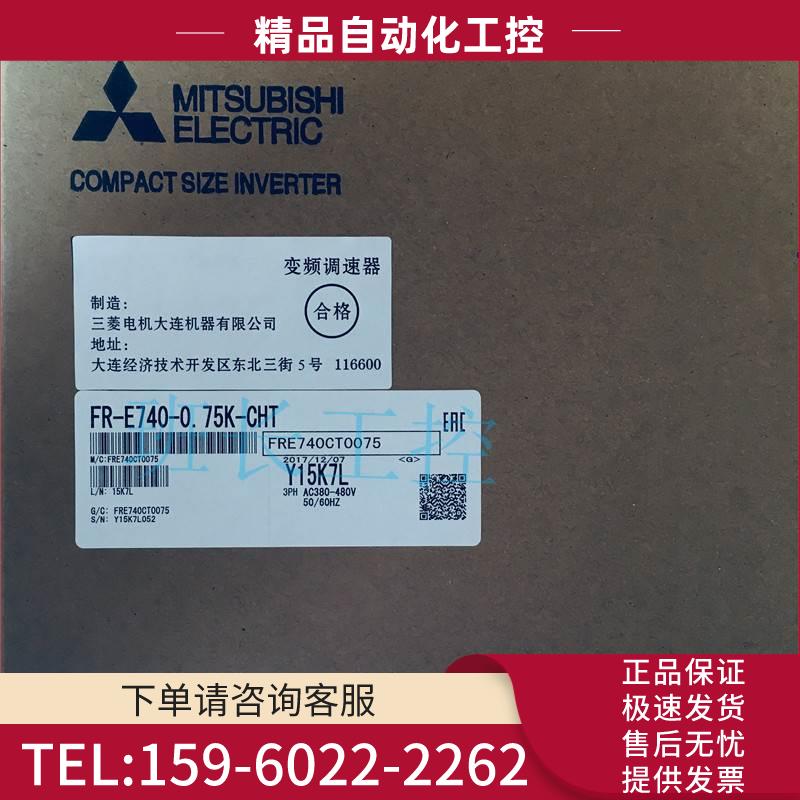 精品自动化工控
MITSUBISHI
ELECTRIC
COMPACT SIZE INVERTER
变频调速器
合格
制造：
三菱电机大连机器有限公司
地址：
大连经济技术开发区东北三街 5 号 116600
FR-E740-0.75K-CHT
EAC
FRE740CT0075
M/C:FRE740CT0075
2017/12/07 <G>
Y15K7L
L/N: 15K7L
3PH AC380-480V
50/60HZ
G/C: FRE740CT0075
S/N: Y15K7L052
班长工控
下单请咨询客服
TEL:159-6022-2262
正品保证
极速发货
售后无忧
提供发票